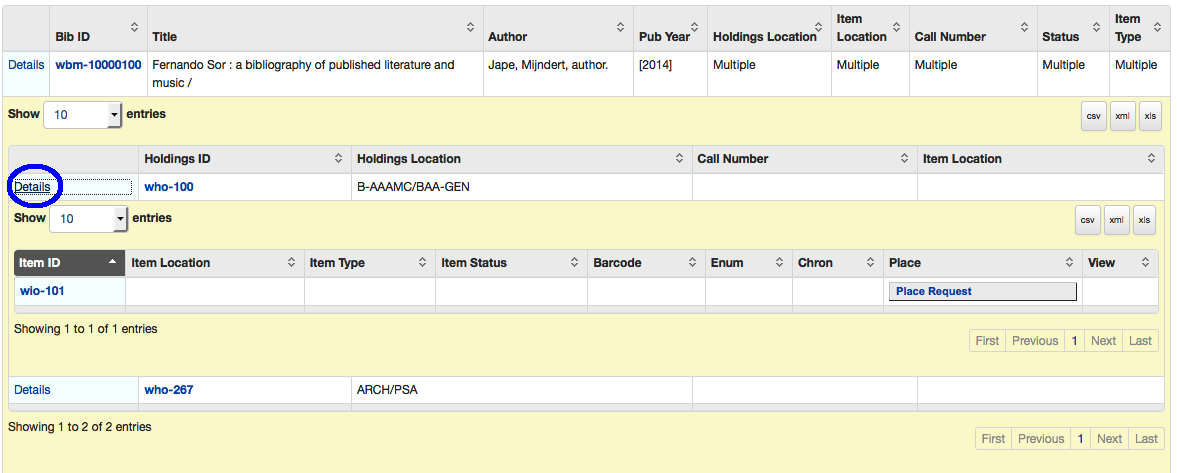 Bib ID Title Author Pub Year Holdings Location Item Location Call Number Status Item Type
Details wbm-10000100 Fernando Sor : a bibliography of published literature and music / Jape, Mijndert, author. [2014] Multiple Multiple Multiple Multiple Multiple
Show 10 entries csv xml xls
Holdings ID Holdings Location Call Number Item Location
Details who-100 B-AAAMC/BAA-GEN
Show 10 entries csv xml xls
Item ID Item Location Item Type Item Status Barcode Enum Chron Place View
wio-101 Place Request
Showing 1 to 1 of 1 entries
First Previous 1 Next Last
Details who-267 ARCH/PSA
Showing 1 to 2 of 2 entries
First Previous 1 Next Last